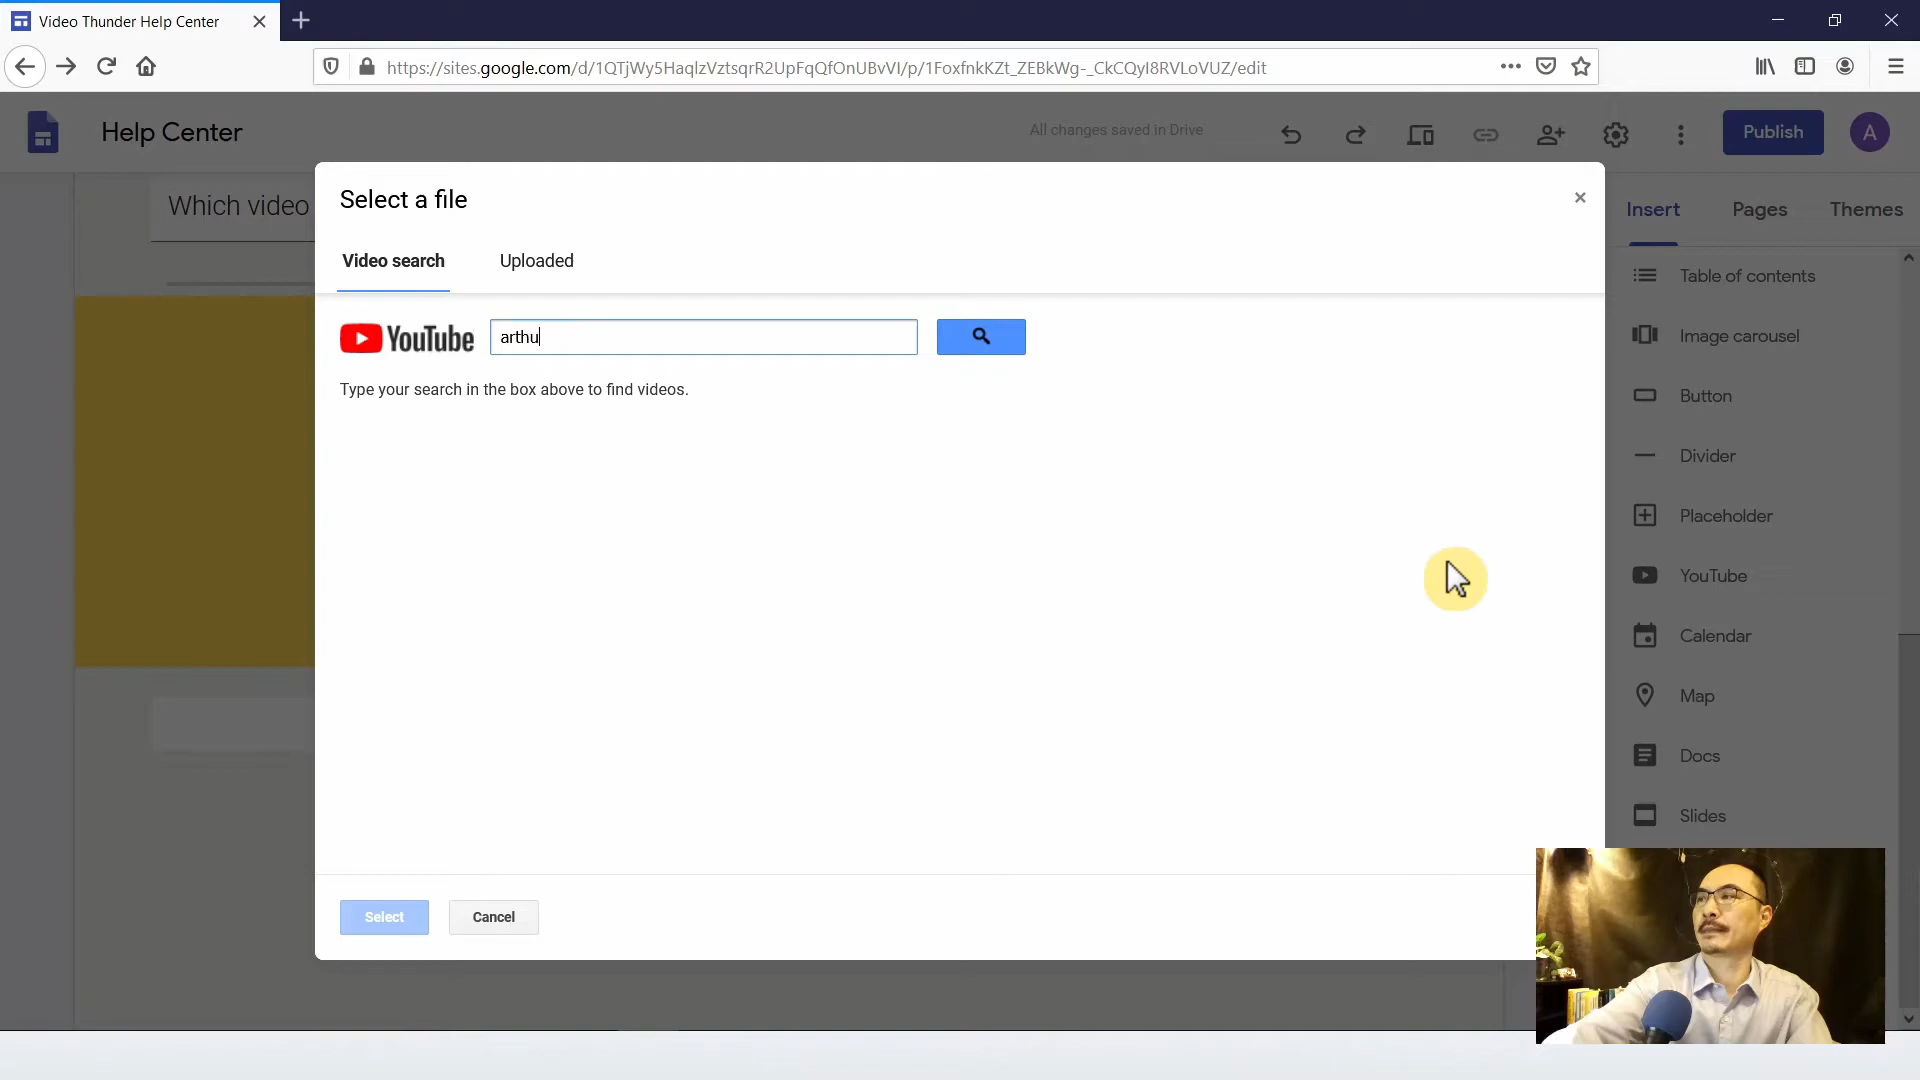 Video Thunder Help Center
https://sites.google.com/d/1QTjWy5HaqlzVztsqrR2UpFqQfOnUBvVI/p/1FoxfnkKZt_ZEBkWg-_CkCQyI8RVLoVUZ/edit
Help Center
All changes saved in Drive
Publish
A
Which video
Select a file
Insert
Pages
Themes
Video search
Uploaded
Table of contents
YouTube
arthu
Image carousel
Type your search in the box above to find videos.
Button
Divider
Placeholder
YouTube
Calendar
Map
Docs
Slides
Select
Cancel